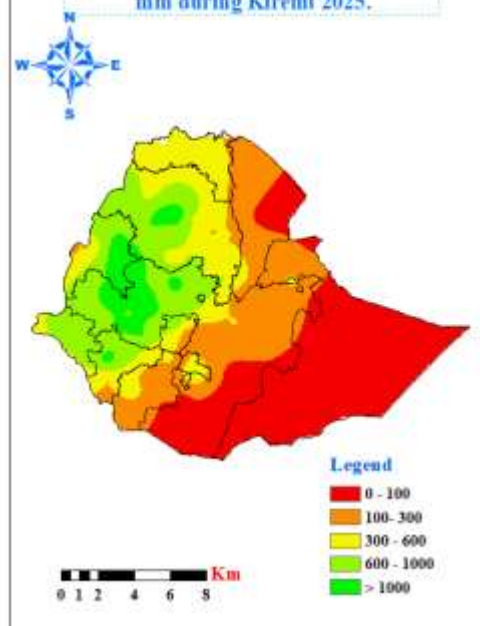 mm during Kiremt 2025.
N
W E
S
Legend
0 - 100
100- 300
300 - 600
600 - 1000
> 1000
Km
0 1 2 4 6 8